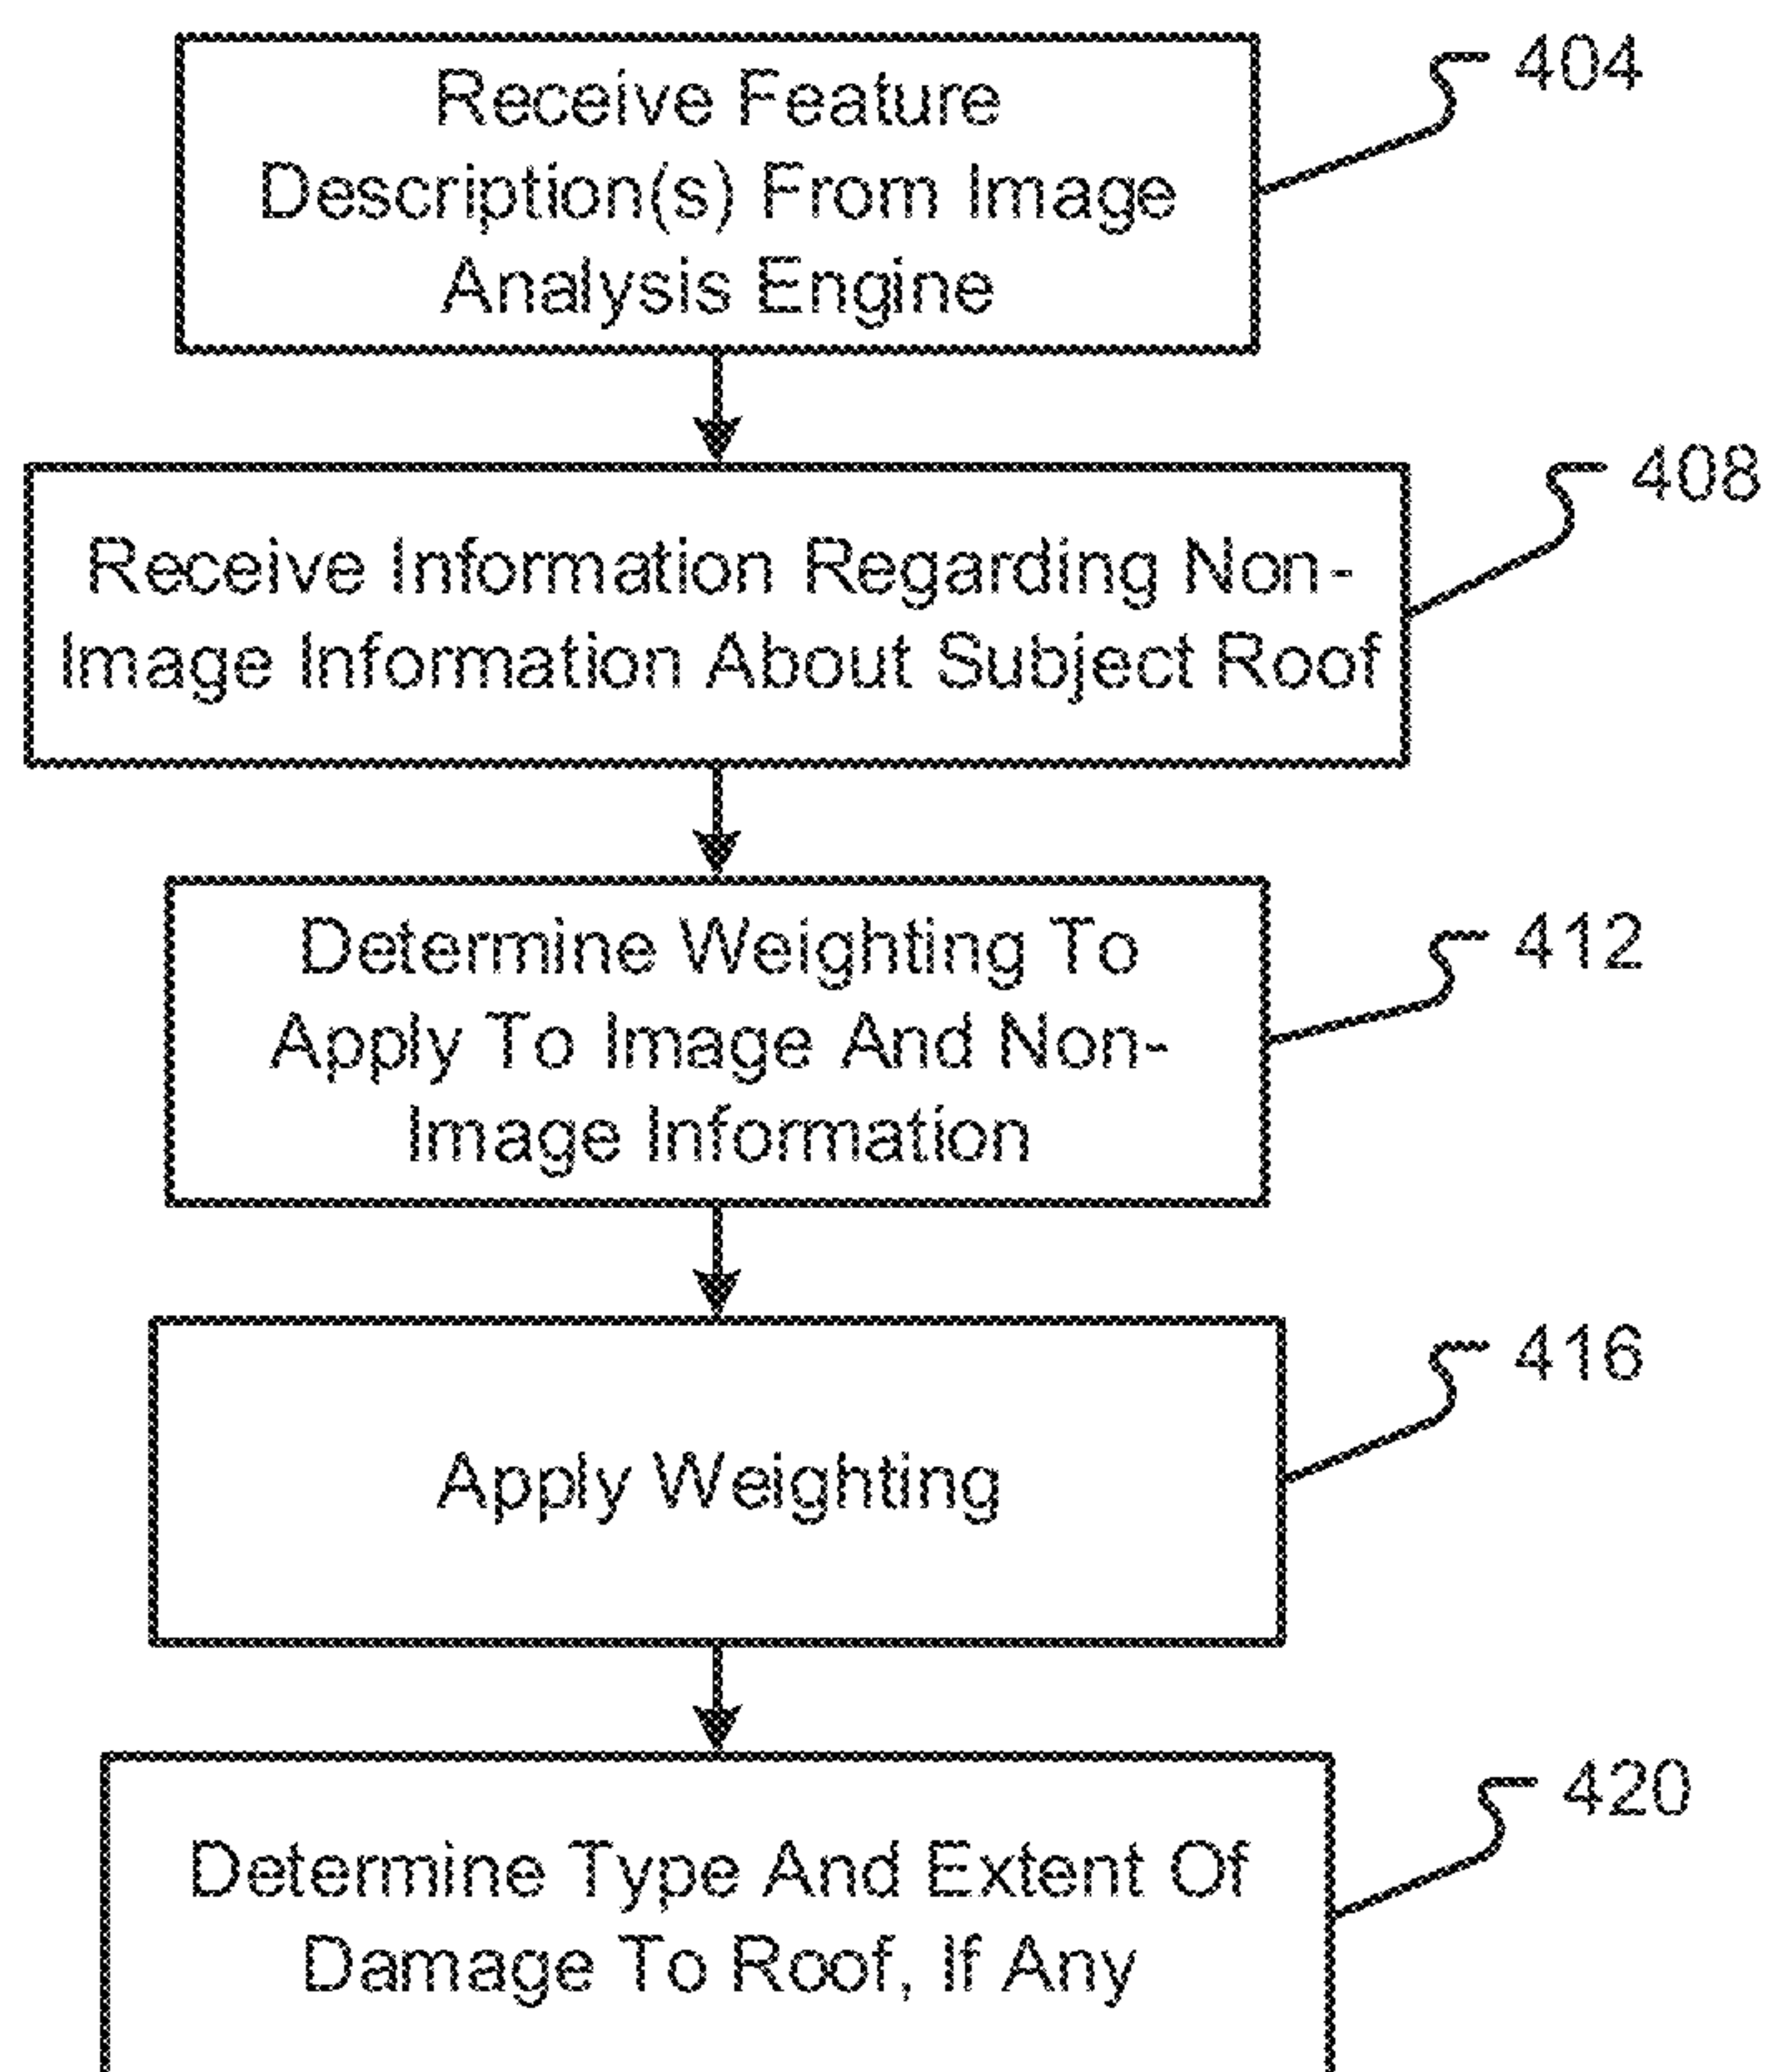 Receive Feature
Description(s) From Image
Analysis Engine
404
Receive Information Regarding Non-
Image Information About Subject Roof
408
Determine Weighting To
Apply To Image And Non-
Image Information
412
Apply Weighting
416
Determine Type And Extent Of
Damage To Roof, If Any
420